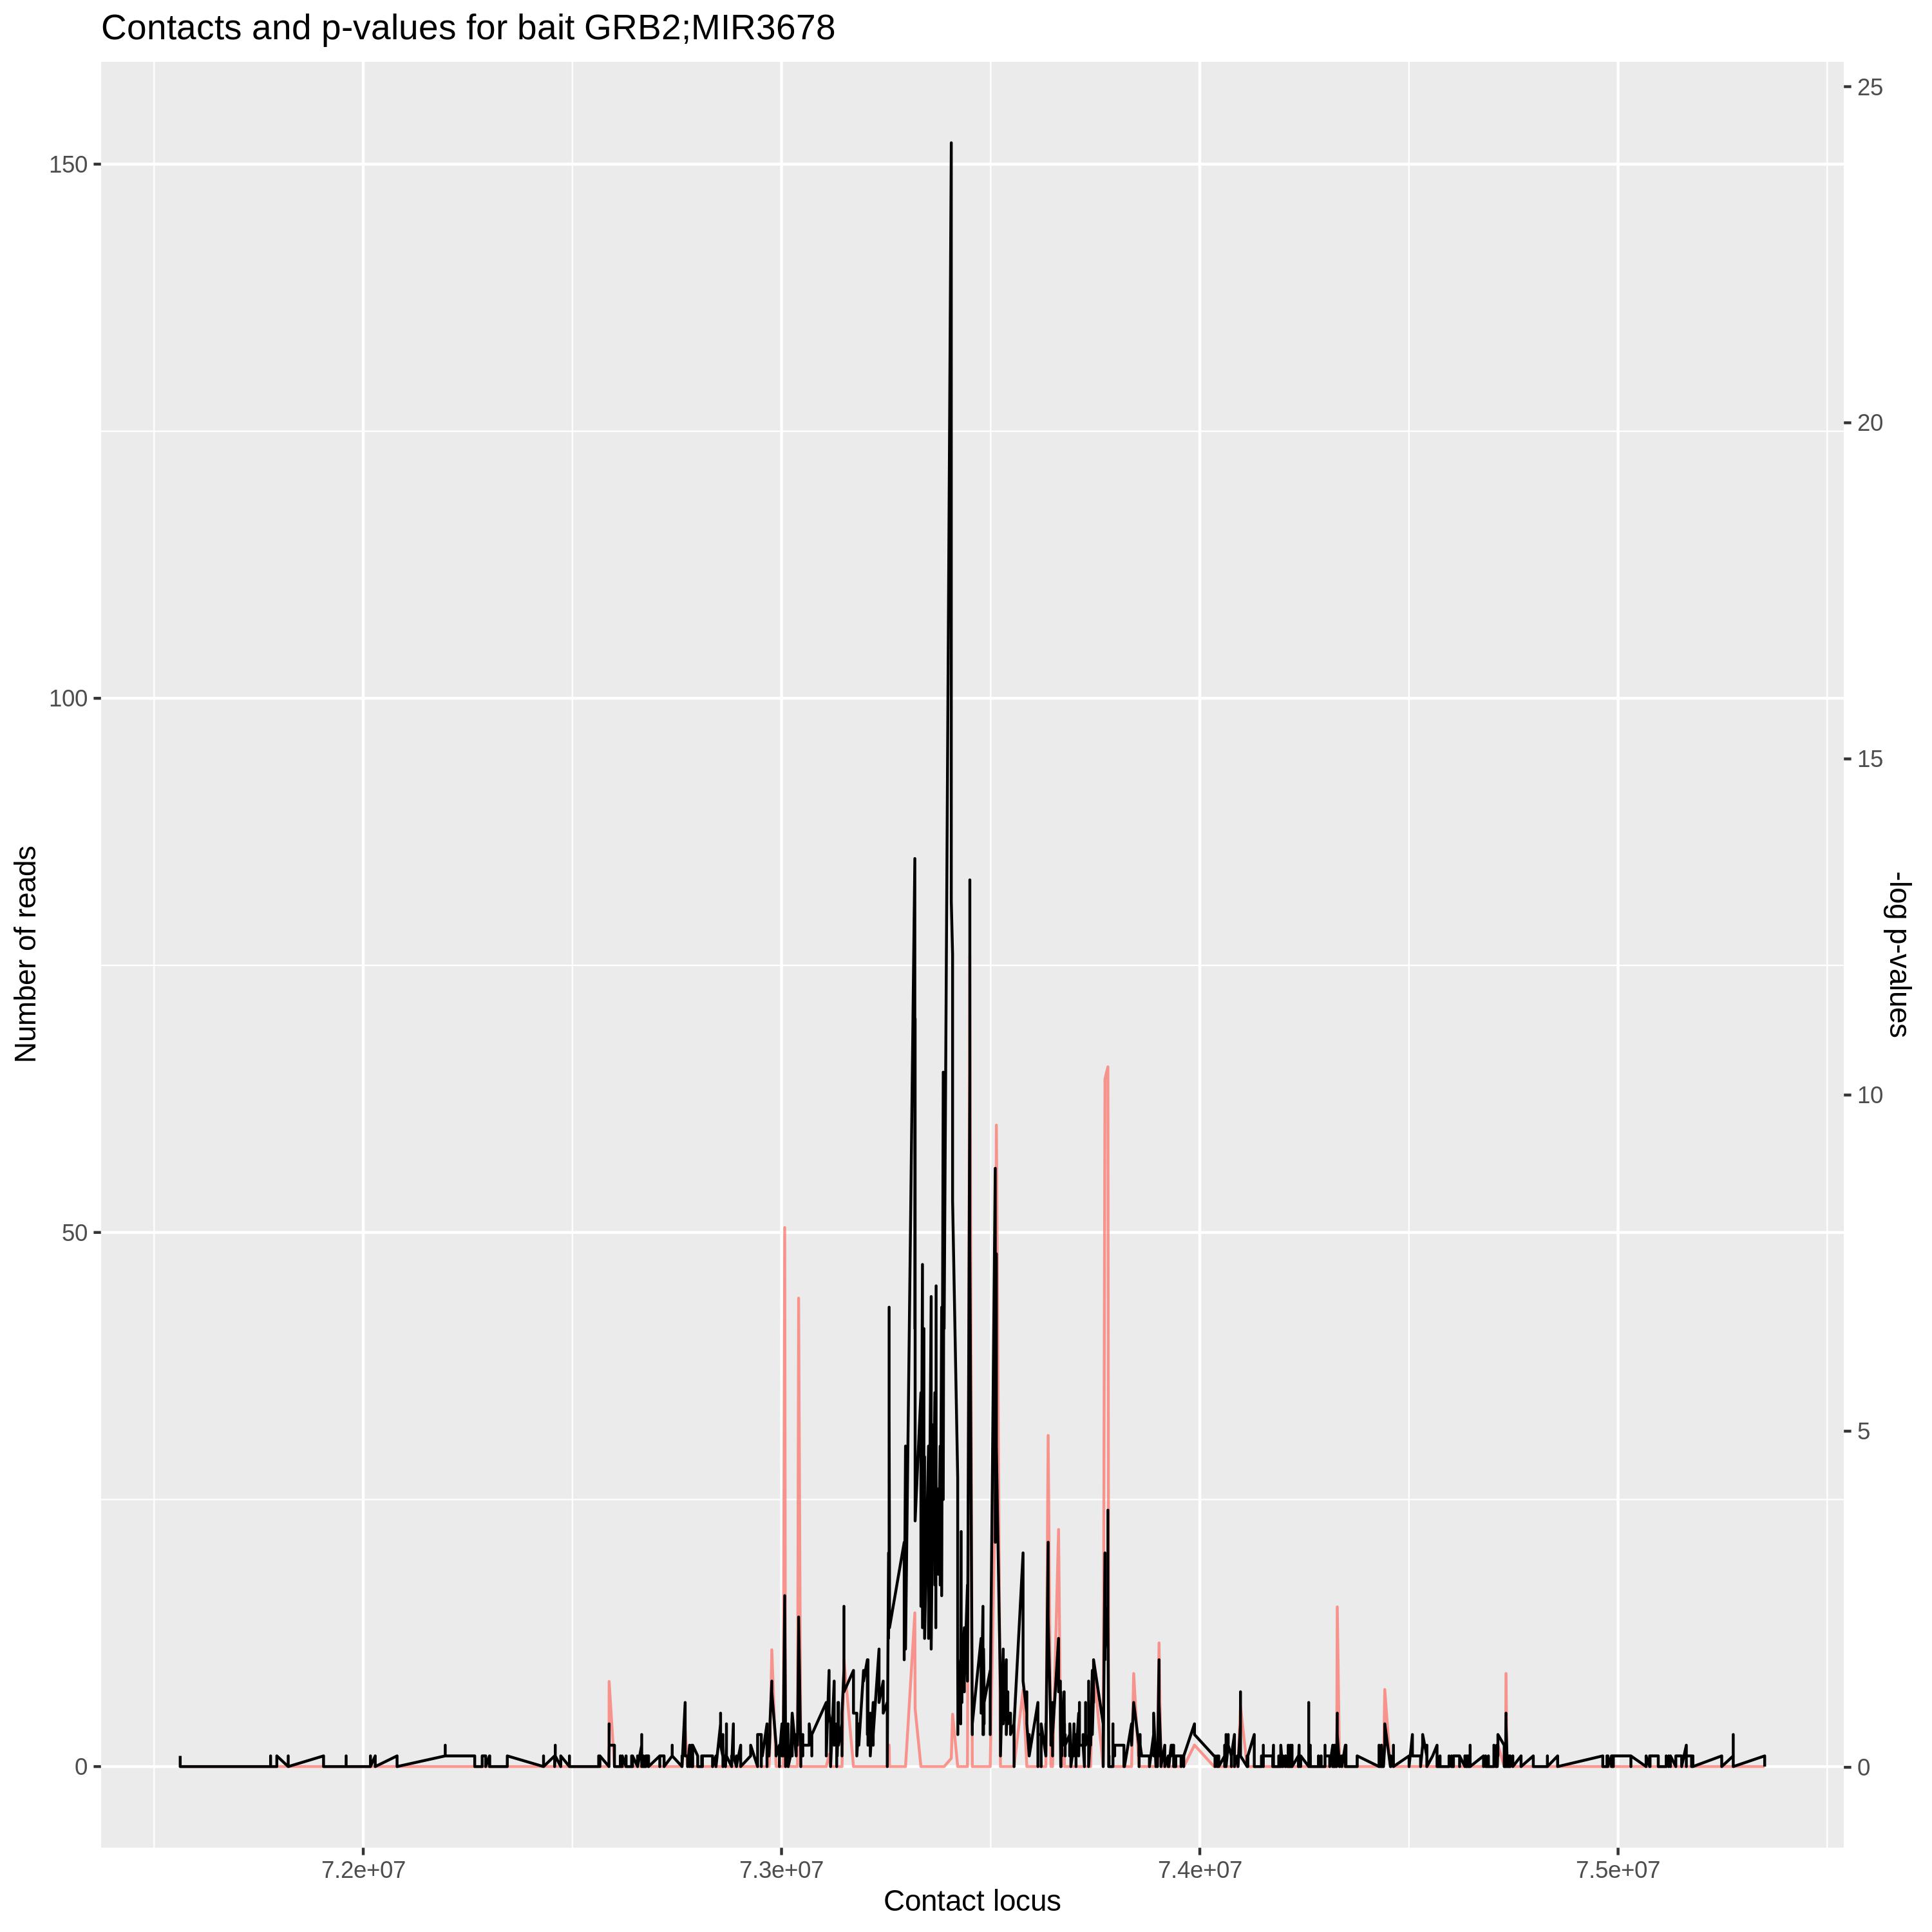 Contacts and p-values for bait GRB2;MIR3678
150
100
50
0
Number of reads
25
20
15
10
5
0
-log p-values
7.2e+07
7.3e+07
7.4e+07
7.5e+07
Contact locus